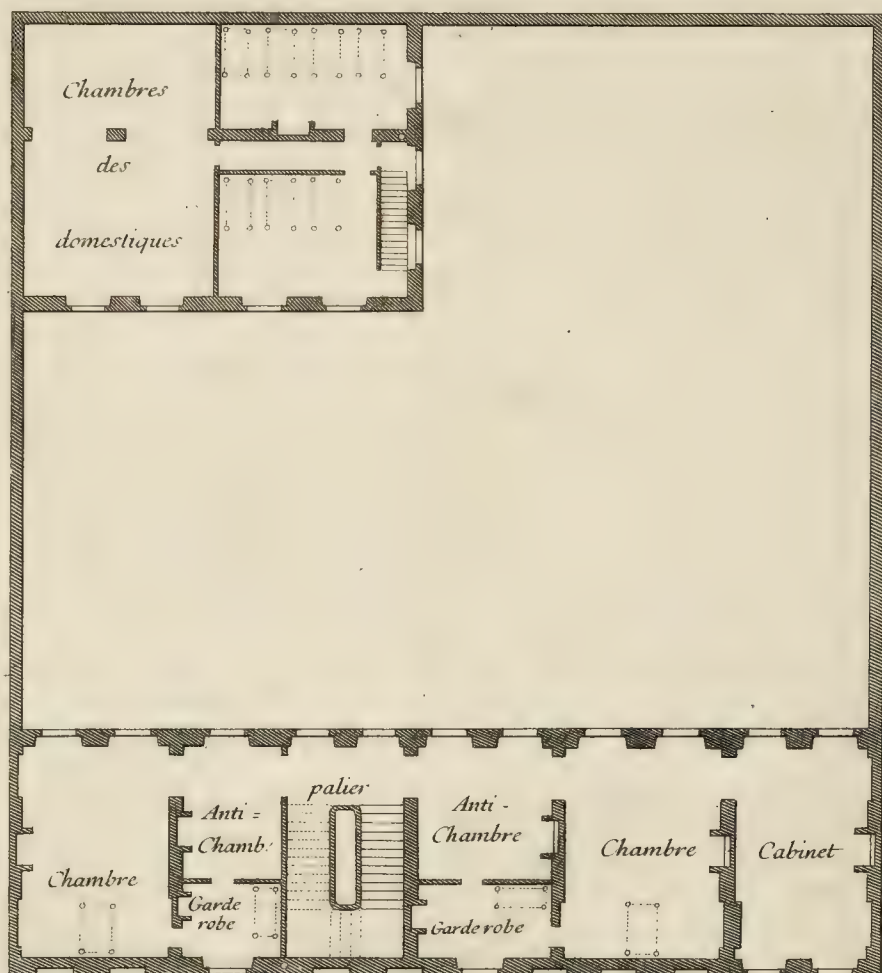 Chambres
des
domestiques
palier
Anti =
Chamb.
Anti -
Chambre
Chambre
Cabinet
Chambre
Garde
robe
Garde robe